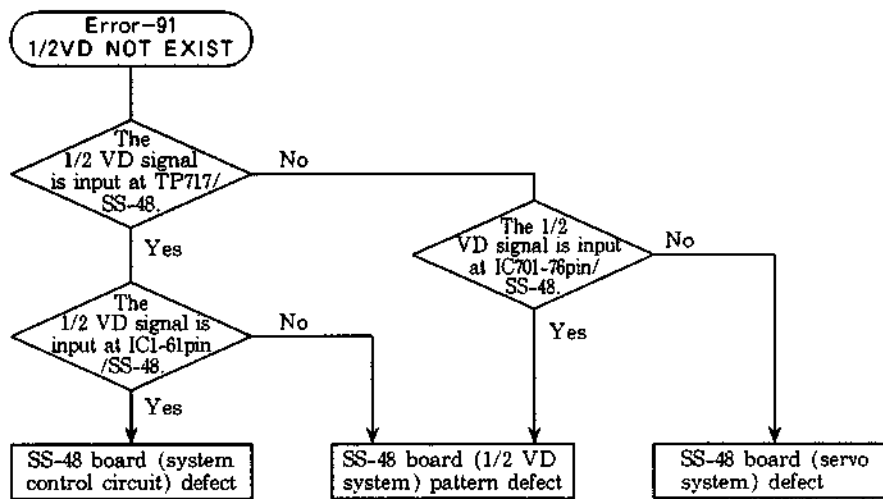 Error-91
1/2VD NOT EXIST
The
1/2 VD signal
is input at TP717/
SS-48.
No
Yes
The 1/2
VD signal is input
at IC701-76pin/
SS-48.
No
Yes
The
1/2 VD signal is
input at IC1-61pin
/SS-48.
No
Yes
SS-48 board (system
control circuit) defect
SS-48 board (1/2 VD
system) pattern defect
SS-48 board (servo
system) defect